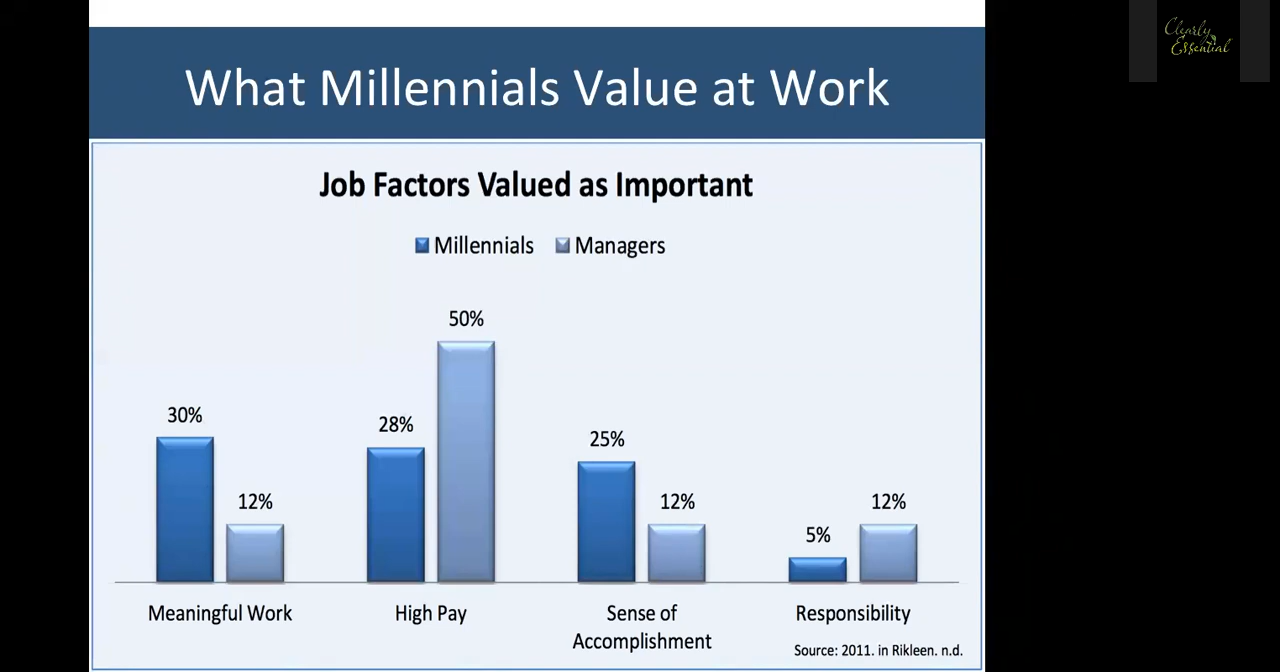 Clearly
Essential
What Millennials Value at Work
Job Factors Valued as Important
Millennials Managers
50%
30%
28%
25%
12%
12%
12%
5%
Meaningful Work
High Pay
Sense of
Accomplishment
Responsibility
Source: 2011. in Rikleen. n.d.